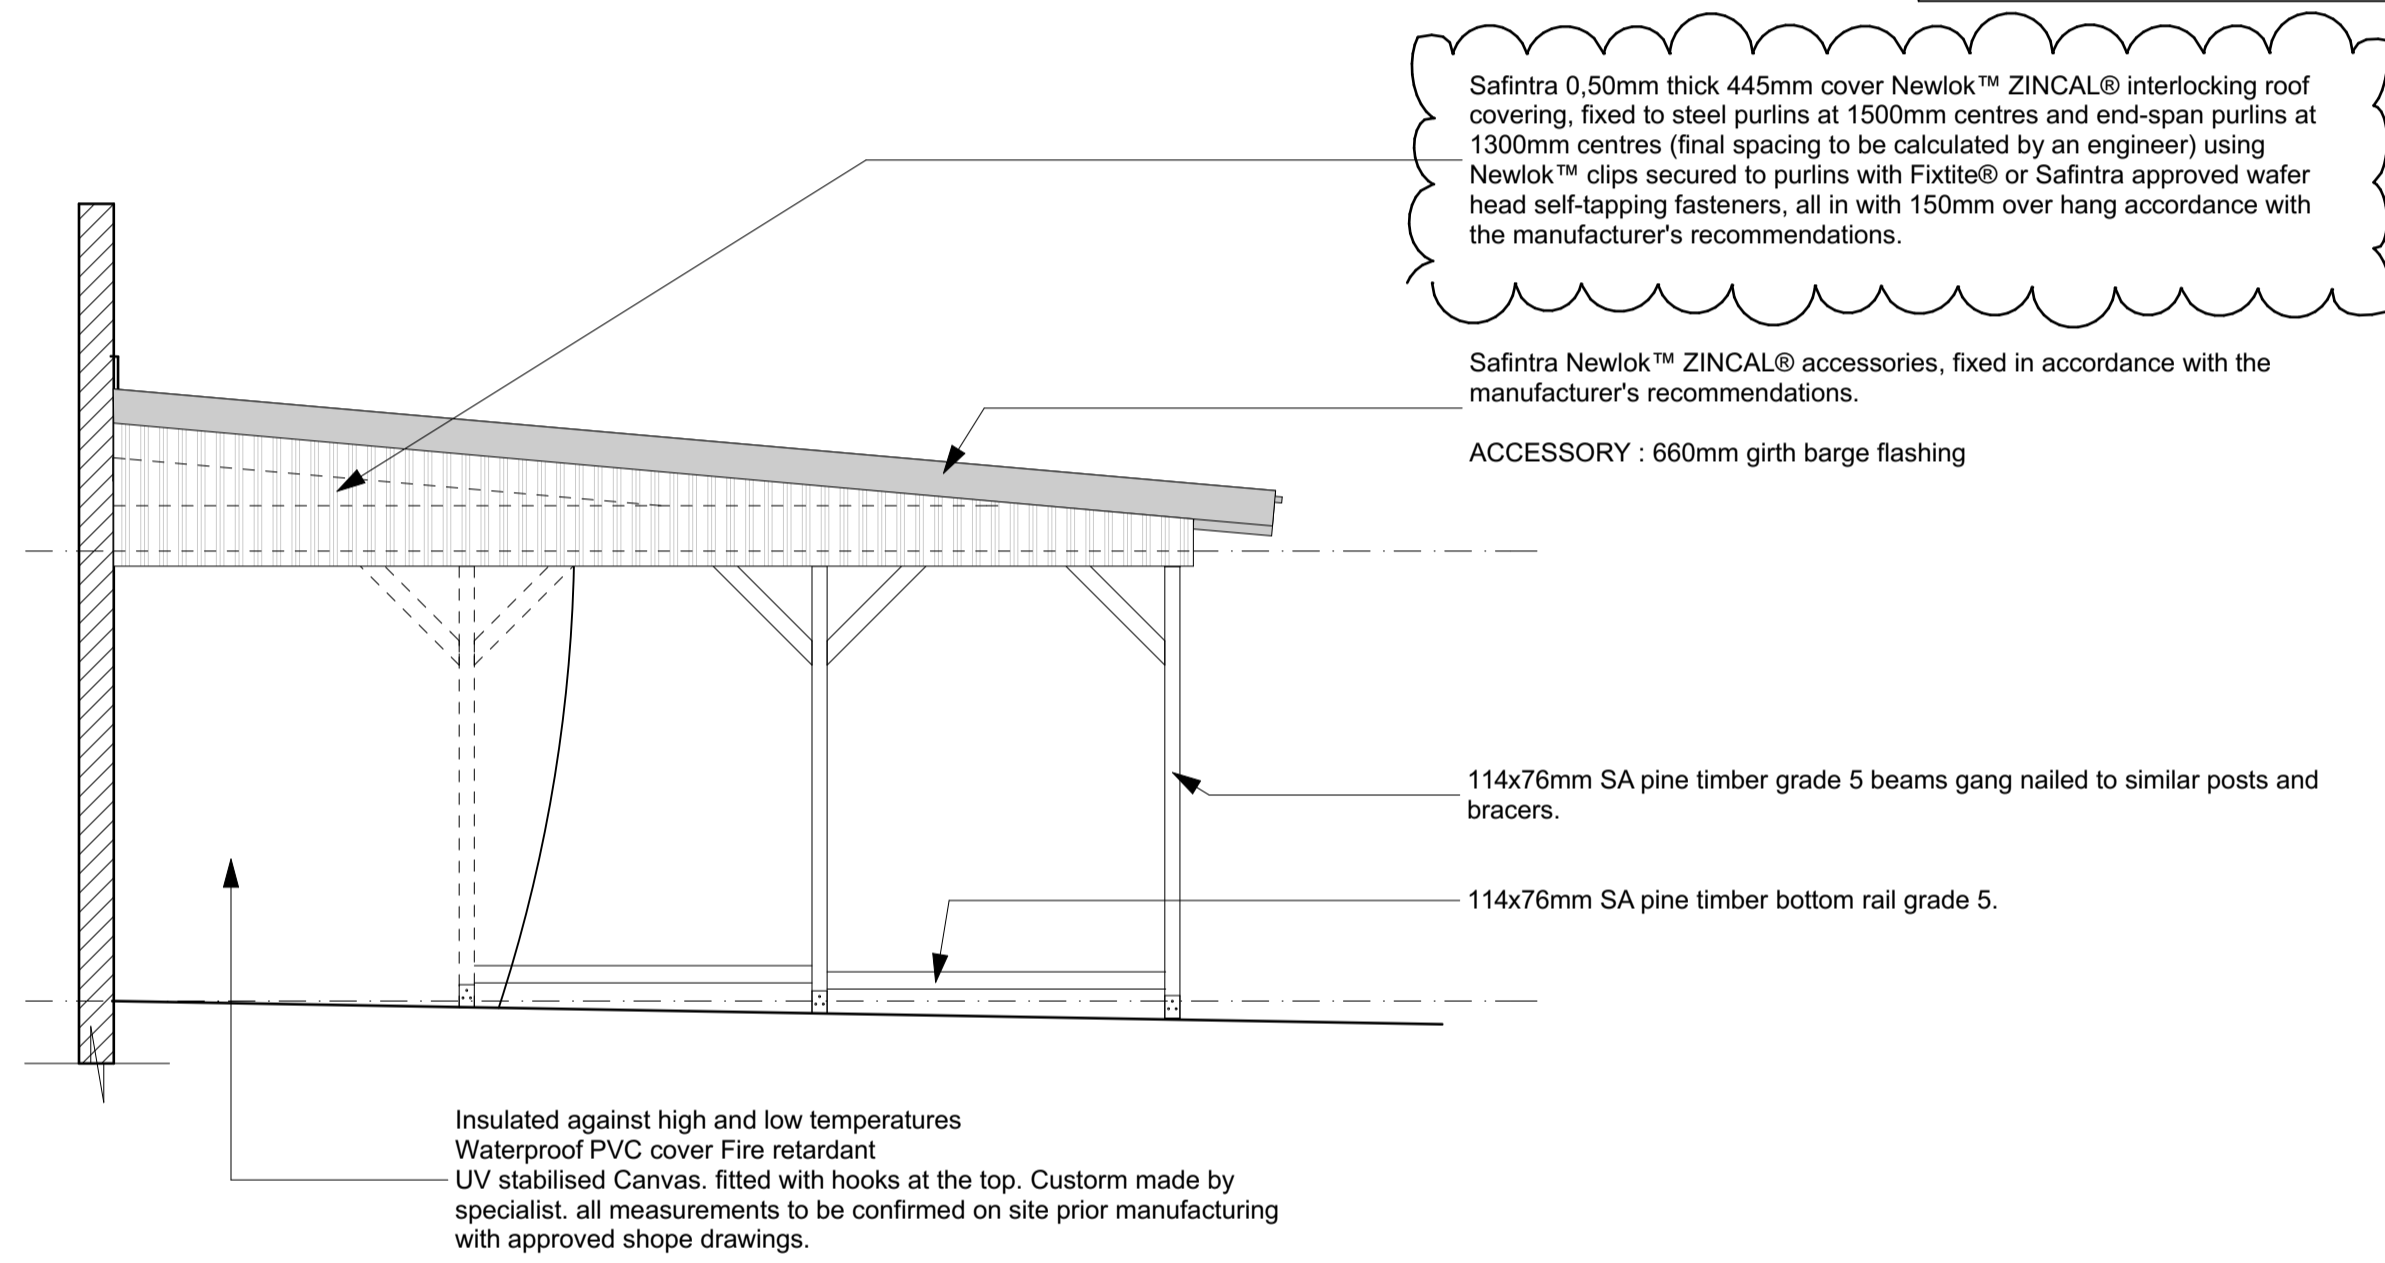 Safintra 0,50mm thick 445mm cover Newlok™ ZINCAL® interlocking roof
covering, fixed to steel purlins at 1500mm centres and end-span purlins at
1300mm centres (final spacing to be calculated by an engineer) using
Newlok™ clips secured to purlins with Fixtite® or Safintra approved wafer
head self-tapping fasteners, all in with 150mm over hang accordance with
the manufacturer's recommendations.
Safintra Newlok™ ZINCAL® accessories, fixed in accordance with the
manufacturer's recommendations.
ACCESSORY : 660mm girth barge flashing
114x76mm SA pine timber grade 5 beams gang nailed to similar posts and
bracers.
114x76mm SA pine timber bottom rail grade 5.
Insulated against high and low temperatures
Waterproof PVC cover Fire retardant
UV stabilised Canvas. fitted with hooks at the top. Custorm made by
specialist. all measurements to be confirmed on site prior manufacturing
with approved shope drawings.